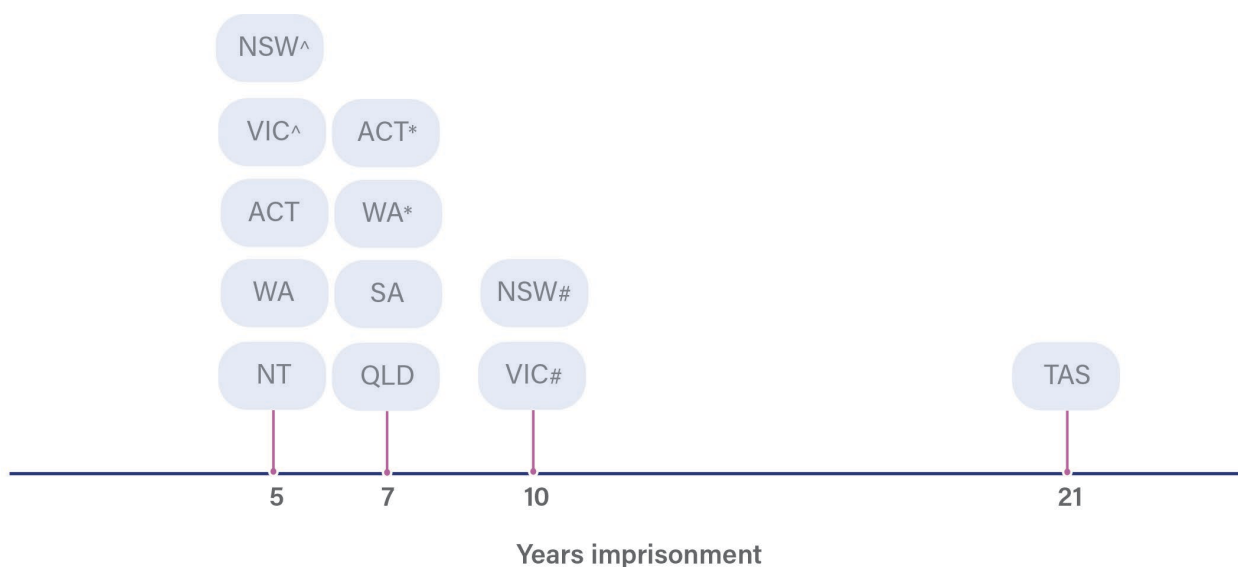 NSW^
VIC^ ACT*
ACT WA*
WA SA NSW#
NT QLD VIC# TAS
5 7 10 21
Years imprisonment